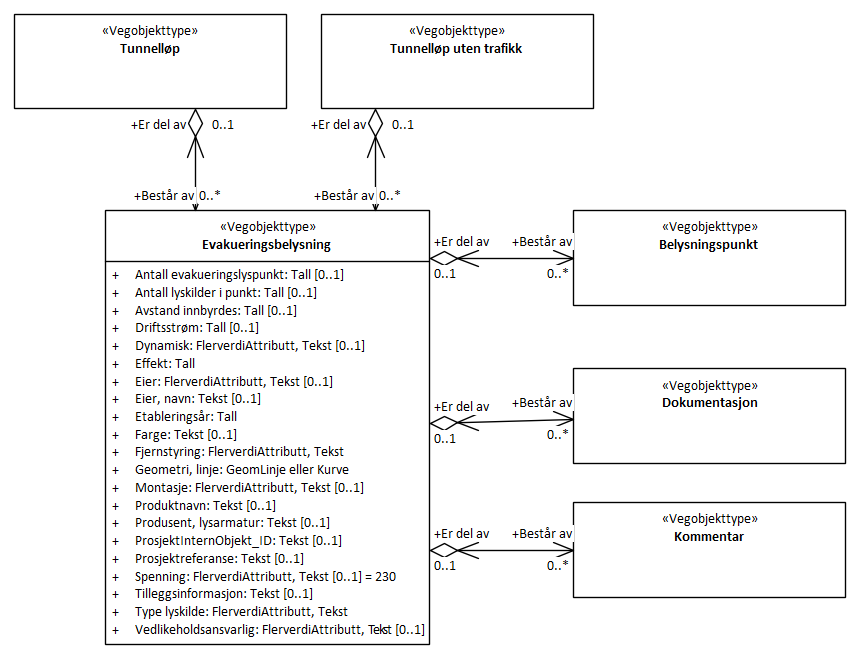 «Vegobjekttype»
Tunnelløp
«Vegobjekttype»
Tunnelløp uten trafikk
+Er del av 0..1
+Er del av 0..1
+Består av 0..*
+Består av 0..*
«Vegobjekttype»
Evakueringsbelysning
+ Antall evakueringslyspunkt: Tall [0..1]
+ Antall lyskilder i punkt: Tall [0..1]
+ Avstand innbyrdes: Tall [0..1]
+ Driftsstrøm: Tall [0..1]
+ Dynamisk: FlerverdiAttributt, Tekst [0..1]
+ Effekt: Tall
+ Eier: FlerverdiAttributt, Tekst [0..1]
+ Eier, navn: Tekst [0..1]
+ Etableringsår: Tall
+ Farge: Tekst [0..1]
+ Fjernstyring: FlerverdiAttributt, Tekst
+ Geometri, linje: GeomLinje eller Kurve
+ Montasje: FlerverdiAttributt, Tekst [0..1]
+ Produktnavn: Tekst [0..1]
+ Produsent, lysarmatur: Tekst [0..1]
+ ProsjektInternObjekt_ID: Tekst [0..1]
+ Prosjektreferanse: Tekst [0..1]
+ Spenning: FlerverdiAttributt, Tekst [0..1] = 230
+ Tilleggsinformasjon: Tekst [0..1]
+ Type lyskilde: FlerverdiAttributt, Tekst
+ Vedlikeholdsansvarlig: FlerverdiAttributt, Tekst [0..1]
+Er del av +Består av
0..1 0..*
«Vegobjekttype»
Belysningspunkt
+Er del av +Består av
0..1 0..*
«Vegobjekttype»
Dokumentasjon
+Er del av +Består av
0..1 0..*
«Vegobjekttype»
Kommentar